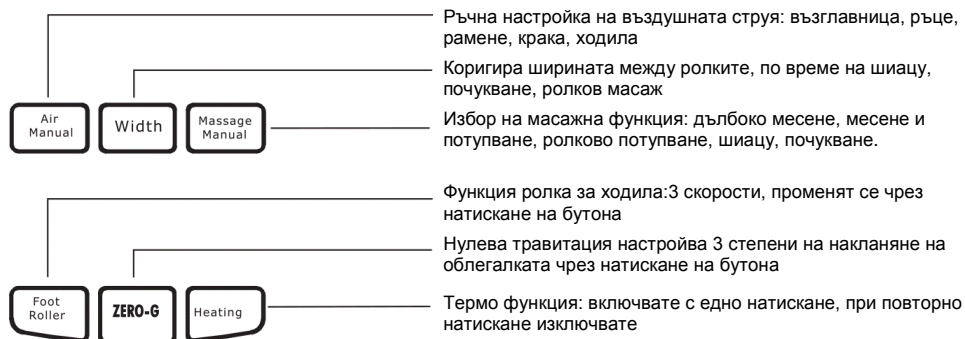 Ръчна настройка на въздушната струя: възглавница, ръце,
рамене, крака, ходила
Коригира ширината между ролките, по време на шиацу,
почукване, ролков масаж
Air
Manual
Width
Massage
Manual
Избор на масажна функция: дълбоко месене, месене и
потупване, ролково потупване, шиацу, почукване.
Функция ролка за ходила:3 скорости, променят се чрез
натискане на бутона
Нулева травитация настройва 3 степени на накланяне на
облегалката чрез натискане на бутона
Foot
Roller
ZERO-G
Heating
Термо функция: включвате с едно натискане, при повторно
натискане изключвате